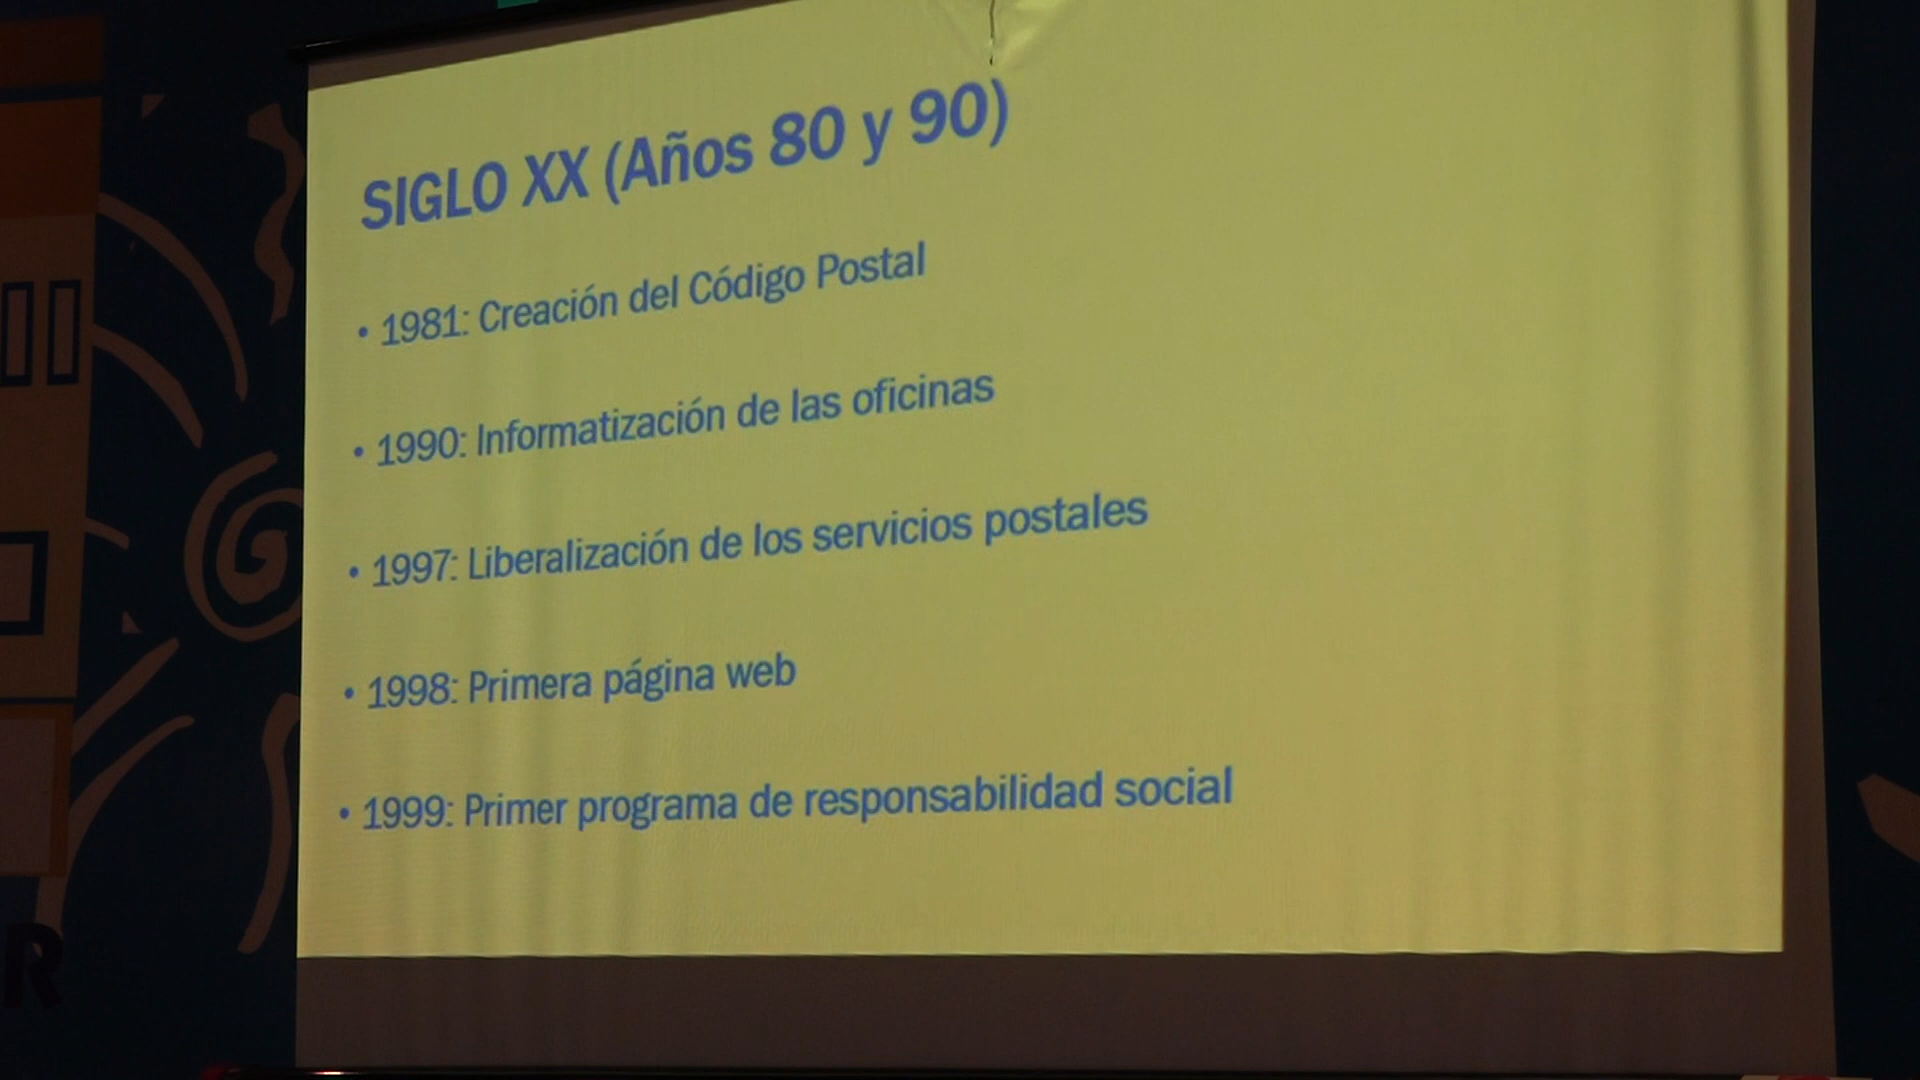 SIGLO XX (Años 80 y 90)
• 1981: Creación del Código Postal
• 1990: Informatización de las oficinas
• 1997: Liberalización de los servicios postales
• 1998: Primera página web
• 1999: Primer programa de responsabilidad social
R